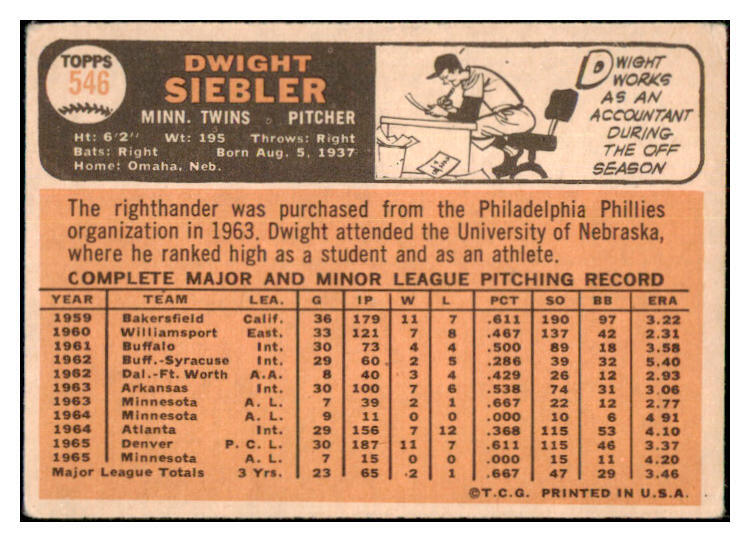 TOPPS
546
DWIGHT
SIEBLER
MINN. TWINS PITCHER
Ht: 6'2" Wt: 195 Throws: Right
Bats: Right Born Aug. 5, 1937
Home: Omaha, Neb.
DWIGHT
WORKS
AS AN
ACCOUNTANT
DURING
THE OFF
SEASON
The righthander was purchased from the Philadelphia Phillies
organization in 1963. Dwight attended the University of Nebraska,
where he ranked high as a student and as an athlete.
COMPLETE MAJOR AND MINOR LEAGUE PITCHING RECORD
YEAR TEAM LEA. G IP W L PCT SO BB ERA
1959 Bakersfield Calif. 36 179 11 7 .611 190 97 3.22
1960 Williamsport East. 33 121 7 8 .467 137 42 2.31
1961 Buffalo Int. 30 73 4 4 .500 89 18 3.58
1962 Buff.-Syracuse Int. 29 60 2 5 .286 39 32 5.40
1962 Dal.-Ft. Worth A.A. 8 40 3 4 .429 26 12 2.93
1963 Arkansas Int. 30 100 7 6 .538 74 31 3.06
1963 Minnesota A. L. 7 39 2 1 .667 22 12 2.77
1964 Minnesota A. L. 9 11 0 0 .000 10 6 4 91
1964 Atlanta Int. 29 156 7 12 .368 115 53 4.10
1965 Denver P. C. L. 30 187 11 7 .611 115 46 3.37
1965 Minnesota A. L. 7 15 0 0 .000 15 11 4.20
Major League Totals 3 Yrs. 23 65 2 1 .667 47 29 3.46
©T.C.G. PRINTED IN U.S.A.